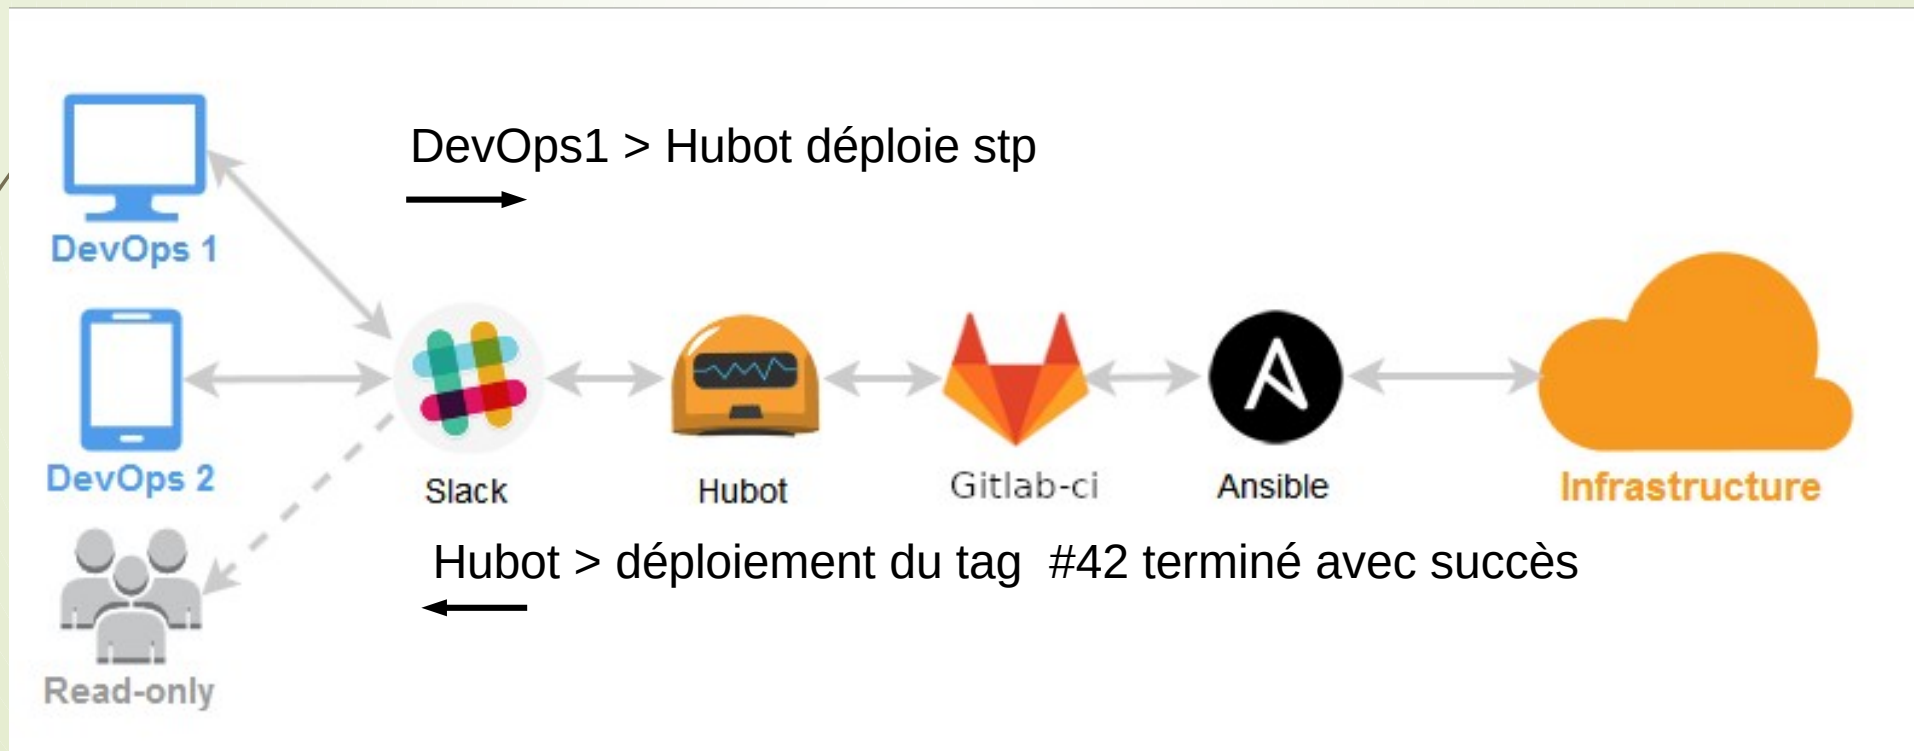 DevOps1 > Hubot déploie stp
DevOps 1
DevOps 2
Slack
Hubot
Gitlab-ci
Ansible
Infrastructure
Hubot > déploiement du tag  #42 terminé avec succès
Read-only